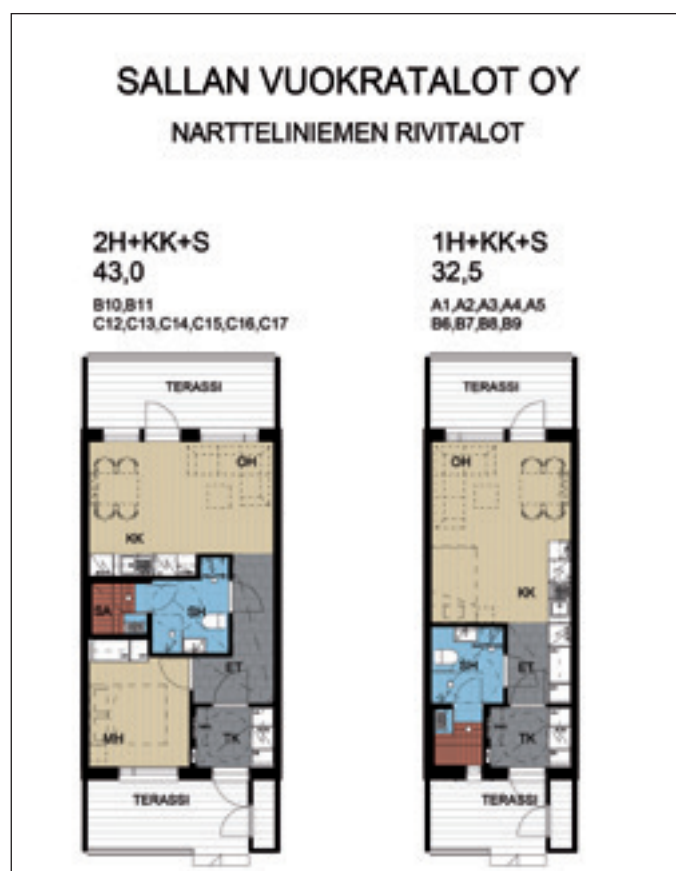 SALLAN VUOKRATALOT OY
NARTTELINIEMEN RIVITALOT
2H+KK+S
43,0
B10,B11
C12,C13,C14,C15,C16,C17
TERASSI
OH
KK
SA
SH
ET
MH
TK
TERASSI
1H+KK+S
32,5
A1,A2,A3,A4,A5
B6,B7,B8,B9
TERASSI
OH
KK
SH
ET
TK
TERASSI